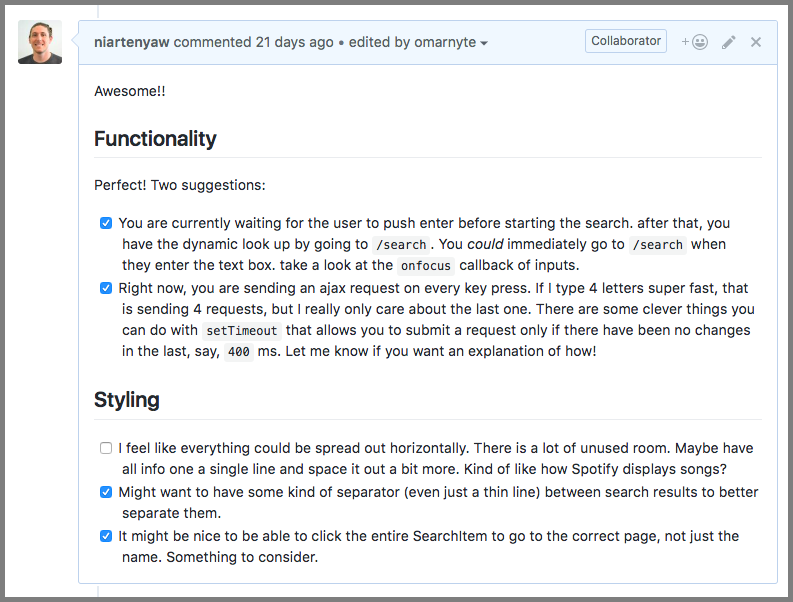 niartenyaw commented 21 days ago • edited by omarnyte
Collaborator
Awesome!!
Functionality
Perfect! Two suggestions:
You are currently waiting for the user to push enter before starting the search. after that, you
have the dynamic look up by going to /search . You could immediately go to /search when
they enter the text box. take a look at the onfocus callback of inputs.
Right now, you are sending an ajax request on every key press. If I type 4 letters super fast, that
is sending 4 requests, but I really only care about the last one. There are some clever things you
can do with setTimeout that allows you to submit a request only if there have been no changes
in the last, say, 400 ms. Let me know if you want an explanation of how!
Styling
I feel like everything could be spread out horizontally. There is a lot of unused room. Maybe have
all info one a single line and space it out a bit more. Kind of like how Spotify displays songs?
Might want to have some kind of separator (even just a thin line) between search results to better
separate them.
It might be nice to be able to click the entire SearchItem to go to the correct page, not just the
name. Something to consider.